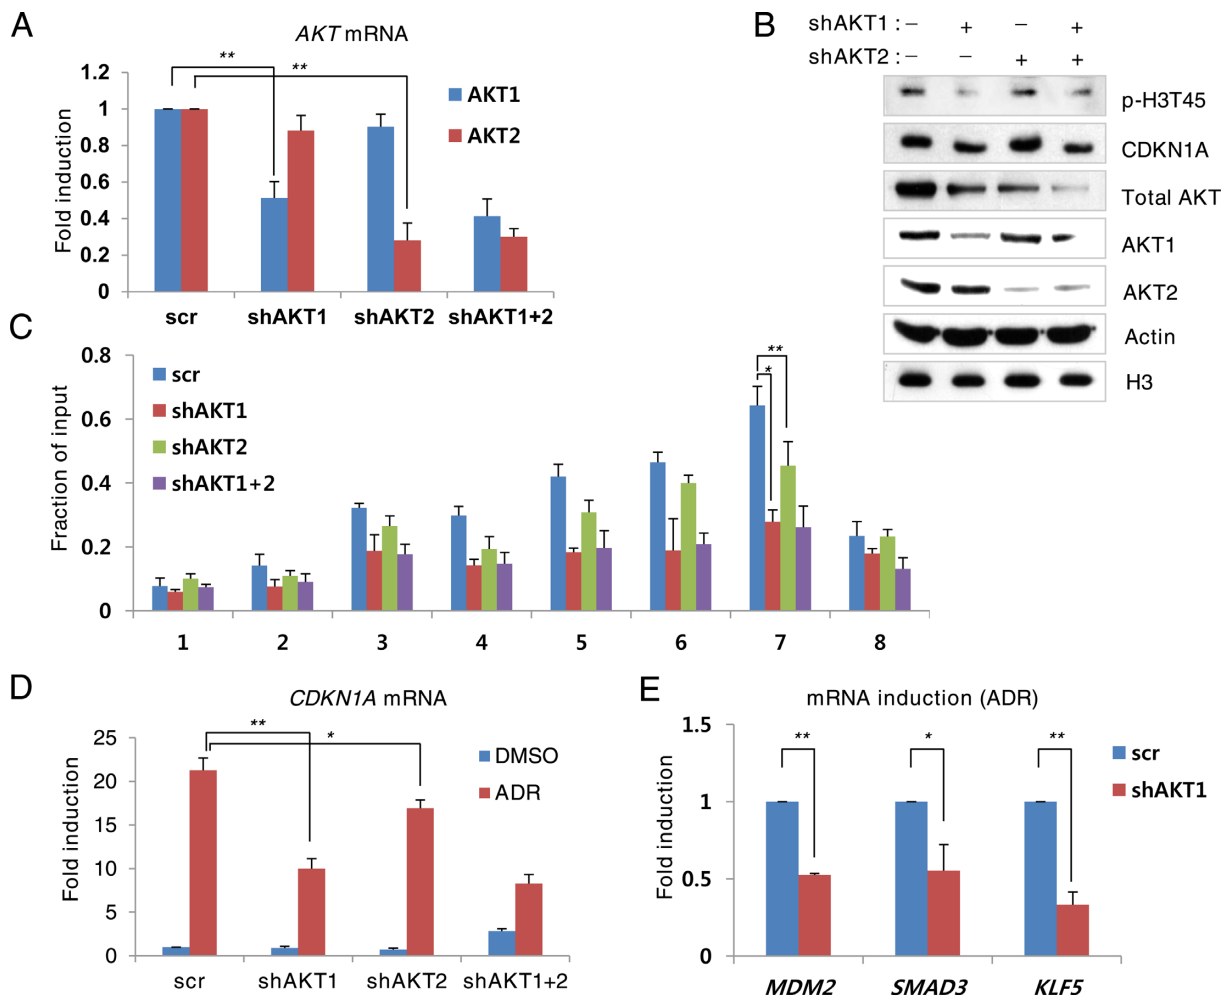 A
AKT mRNA
**
**
Fold induction
1.2
1
0.8
0.6
0.4
0.2
0
AKT1
AKT2
scr shAKT1 shAKT2 shAKT1+2
B
shAKT1 : – + – +
shAKT2 : – – + +
p-H3T45
CDKN1A
Total AKT
AKT1
AKT2
Actin
H3
C
Fraction of input
0.8
0.6
0.4
0.2
0
scr
shAKT1
shAKT2
shAKT1+2
**
*
1 2 3 4 5 6 7 8
D
CDKN1A mRNA
**
*
Fold induction
25
20
15
10
5
0
DMSO
ADR
scr shAKT1 shAKT2 shAKT1+2
E
mRNA induction (ADR)
Fold induction
1.5
1
0.5
0
** * **
scr
shAKT1
MDM2 SMAD3 KLF5